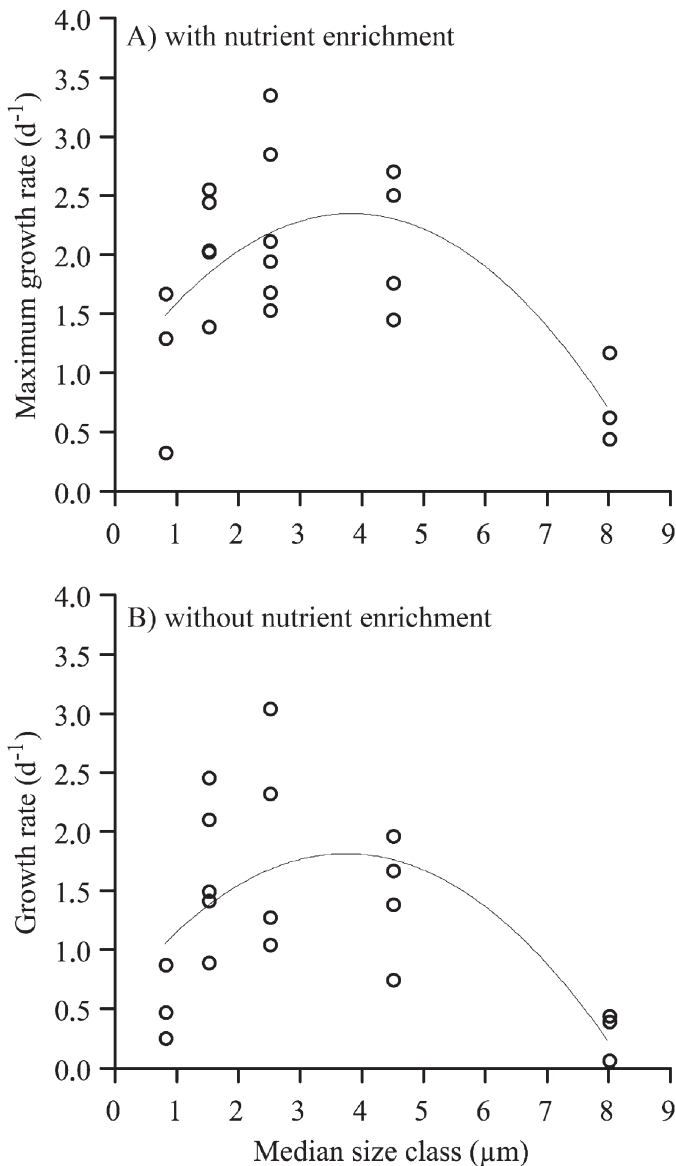 A) with nutrient enrichment
Maximum growth rate (d⁻¹)
4.0
3.5
3.0
2.5
2.0
1.5
1.0
0.5
0.0
0 1 2 3 4 5 6 7 8 9
B) without nutrient enrichment
Growth rate (d⁻¹)
4.0
3.5
3.0
2.5
2.0
1.5
1.0
0.5
0.0
0 1 2 3 4 5 6 7 8 9
Median size class (µm)